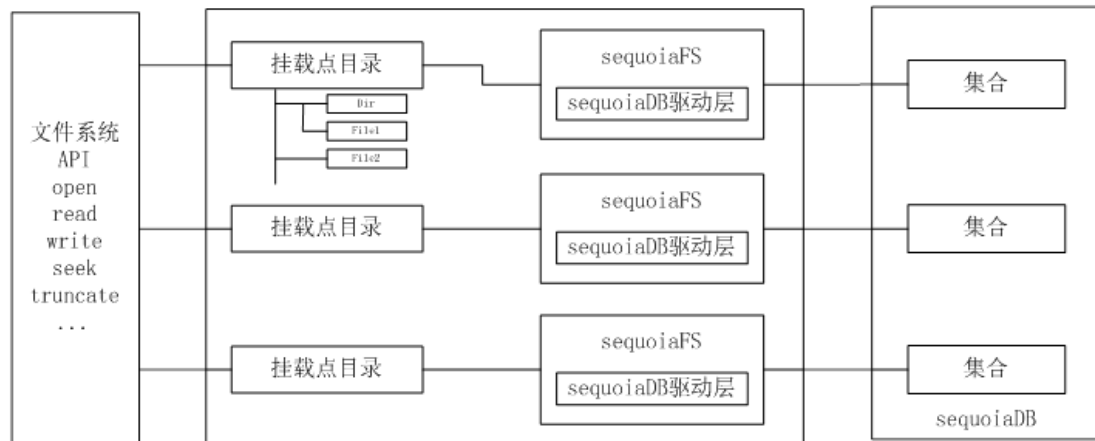 文件系统
API
open
read
write
seek
truncate
...
挂载点目录
Dir
File1
File2
sequoiaFS
sequoiaDB驱动层
集合
挂载点目录
sequoiaFS
sequoiaDB驱动层
集合
挂载点目录
sequoiaFS
sequoiaDB驱动层
集合
sequoiaDB